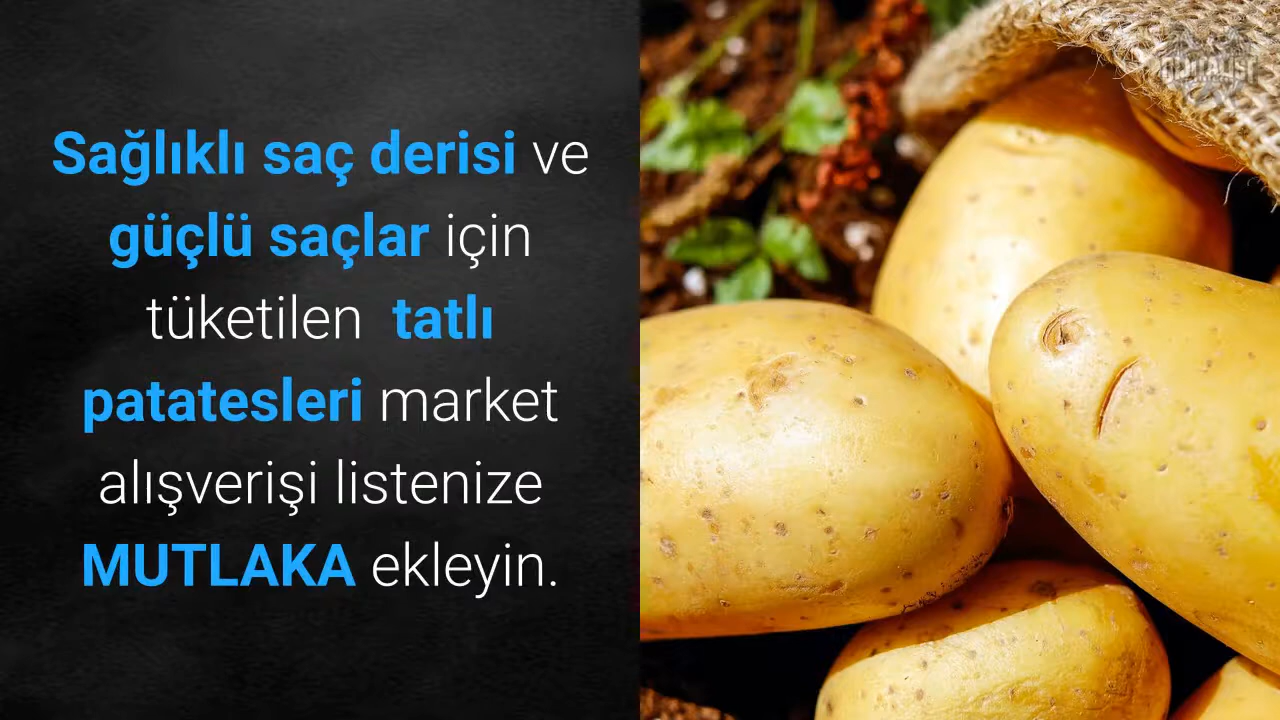 Sağlıklı saç derisi ve
güçlü saçlar için
tüketilen tatlı
patatesleri market
alışverişi listenize
MUTLAKA ekleyin.